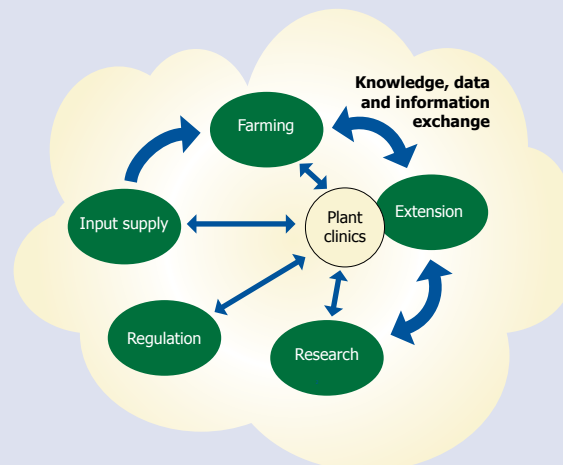 Knowledge, data
and information
exchange
Farming
Input supply
Plant
clinics
Extension
Regulation
Research